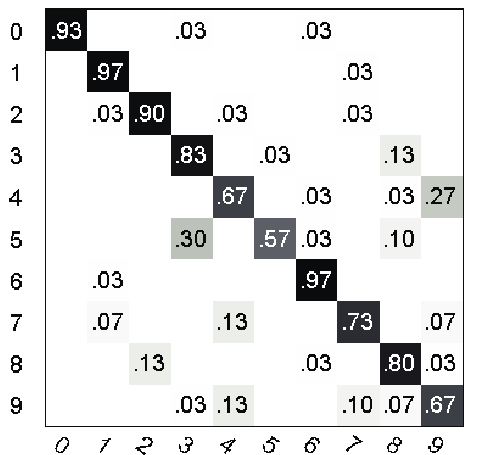 0 .93 .03 .03
1 .97 .03
2 .03 .90 .03 .03
3 .83 .03 .13
4 .67 .03 .03 .27
5 .30 .57 .03 .10
6 .03 .97
7 .07 .13 .73 .07
8 .13 .03 .80 .03
9 .03 .13 .10 .07 .67
0 1 2 3 4 5 6 7 8 9